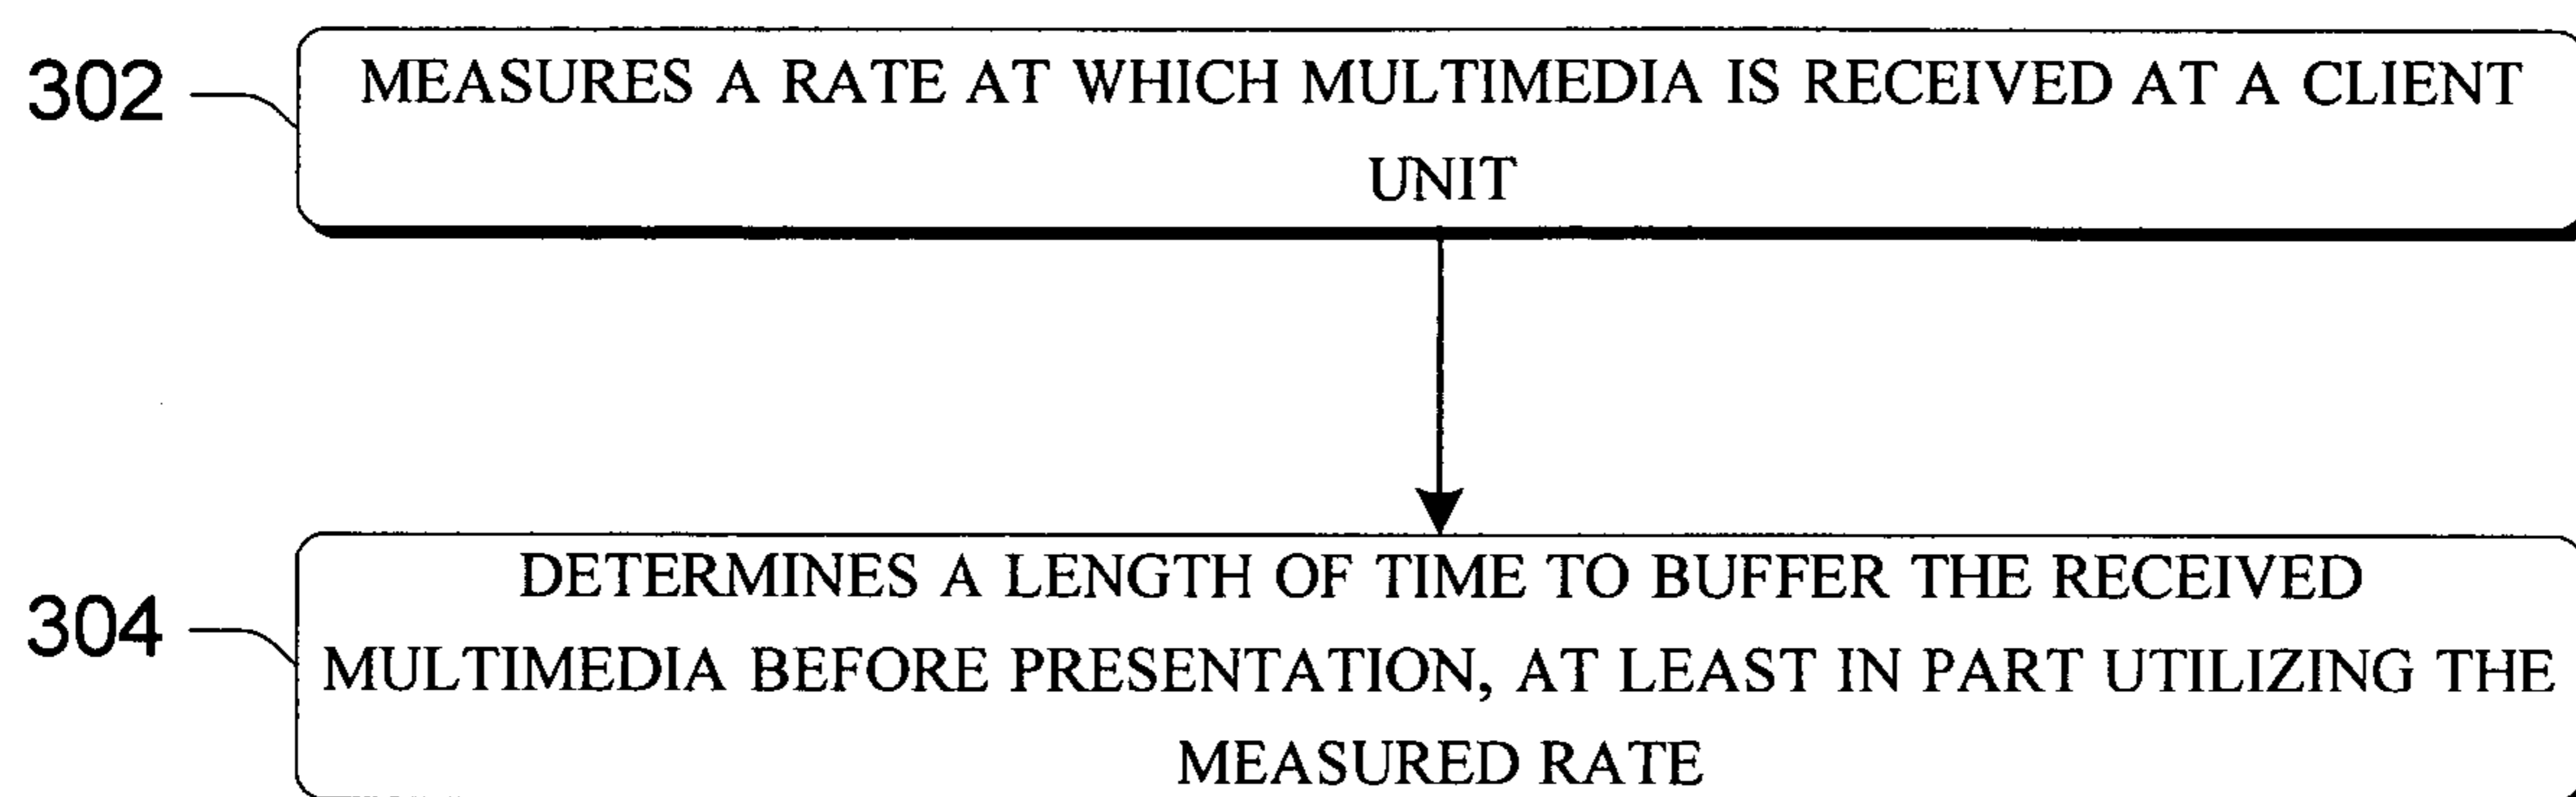 302
MEASURES A RATE AT WHICH MULTIMEDIA IS RECEIVED AT A CLIENT
UNIT
304
DETERMINES A LENGTH OF TIME TO BUFFER THE RECEIVED
MULTIMEDIA BEFORE PRESENTATION, AT LEAST IN PART UTILIZING THE
MEASURED RATE